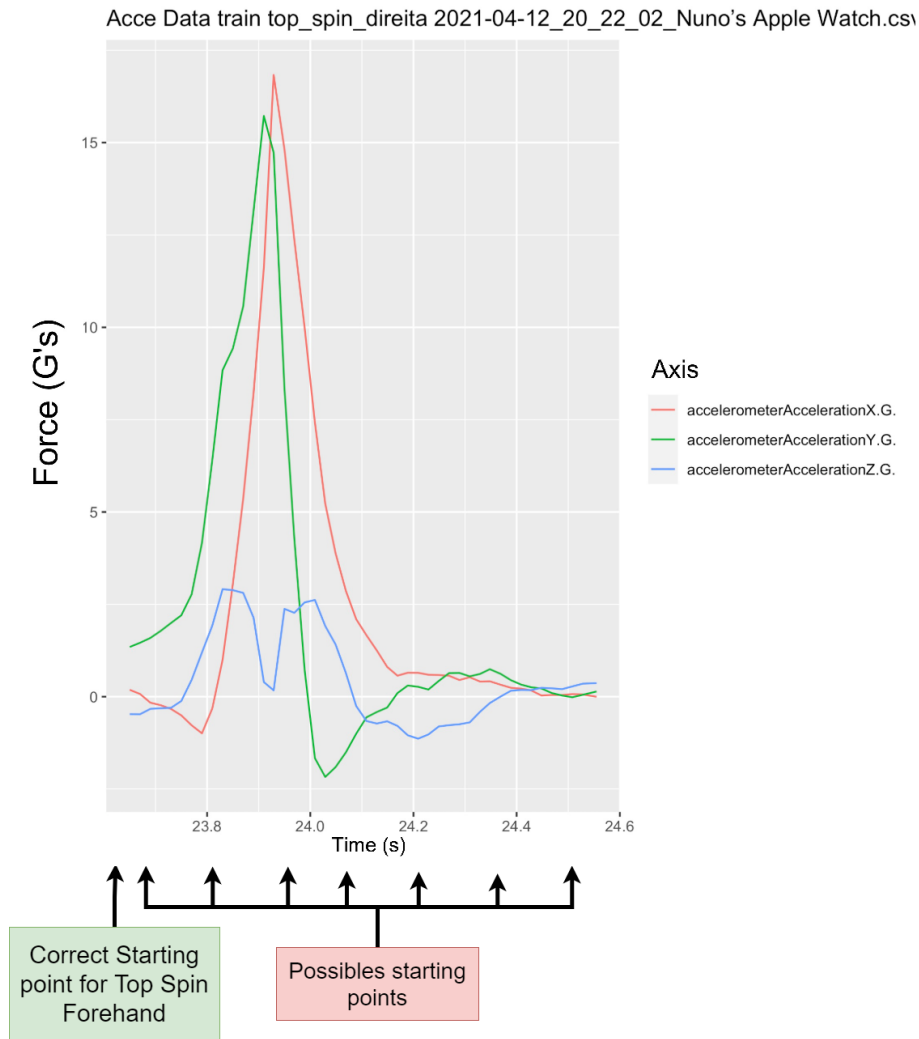 Acce Data train top_spin_direita 2021-04-12_20_22_02_Nuno’s Apple Watch.csv
Force (G's)
15
10
5
0
23.8 24.0 24.2 24.4 24.6
Time (s)
Axis
accelerometerAccelerationX.G.
accelerometerAccelerationY.G.
accelerometerAccelerationZ.G.
Correct Starting
point for Top Spin
Forehand
Possibles starting
points